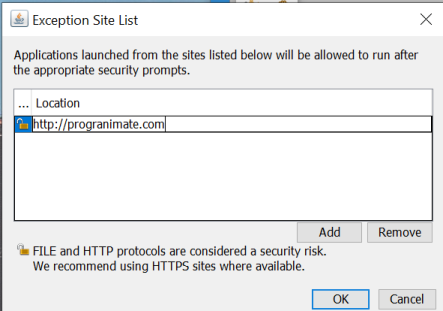 Exception Site List
Applications launched from the sites listed below will be allowed to run after
the appropriate security prompts.
... Location
http://progranimate.com
Add Remove
FILE and HTTP protocols are considered a security risk.
We recommend using HTTPS sites where available.
OK Cancel